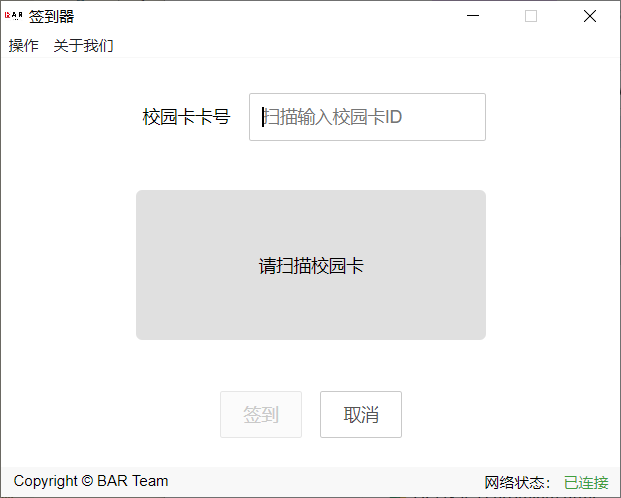 BAR 签到器
操作 关于我们
校园卡卡号 扫描输入校园卡ID
请扫描校园卡
签到 取消
Copyright © BAR Team 网络状态： 已连接